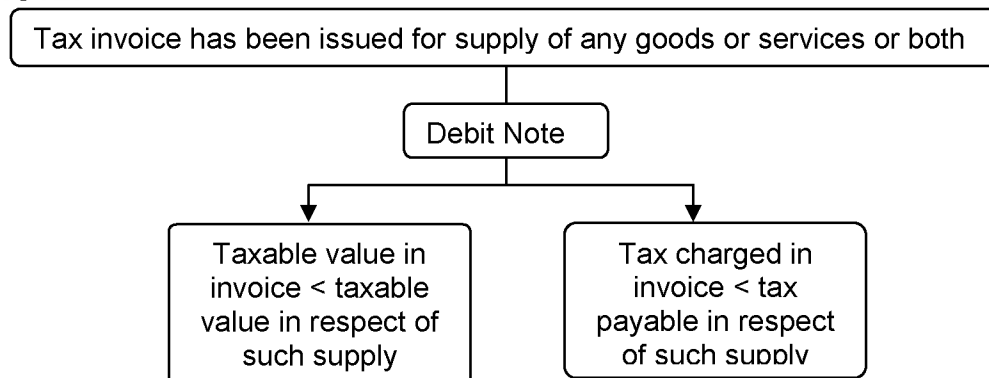 Tax invoice has been issued for supply of any goods or services or both
Debit Note
Taxable value in
invoice < taxable
value in respect of
such supply
Tax charged in
invoice < tax
payable in respect
of such supply